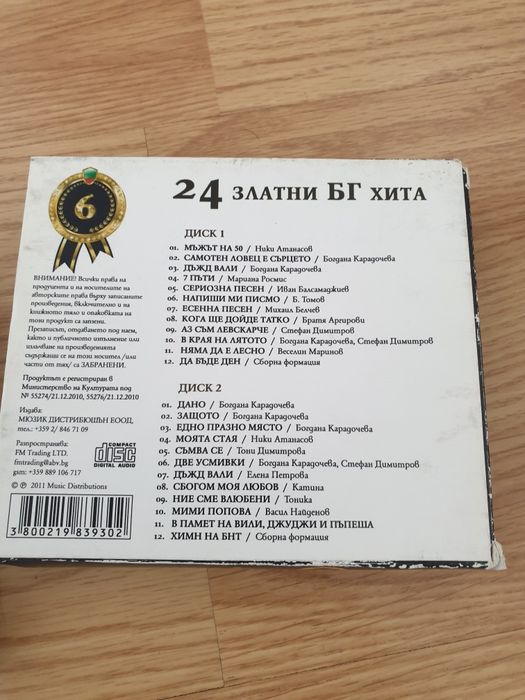 6
24 ЗЛАТНИ БГ ХИТА
ДИСК 1
01. МЪЖЪТ НА 50 / Ники Атанасов
02. САМОТЕН ЛОВЕЦ Е СЪРЦЕТО / Богдана Карадочева
03. ДЪЖД ВАЛИ / Богдана Карадочева
04. 7 ПЪТИ / Мариана Росмис
05. СЕРИОЗНА ПЕСЕН / Иван Балсамаджиев
06. НАПИШИ МИ ПИСМО / Б. Томов
07. ЕСЕННА ПЕСЕН / Михаил Белчев
08. КОГА ЩЕ ДОЙДЕ ТАТКО / Братя Аргирови
09. АЗ СЪМ ЛЕВСКАРЧЕ / Стефан Димитров
10. В КРАЯ НА ЛЯТОТО / Богдана Карадочева, Стефан Димитров
11. НЯМА ДА Е ЛЕСНО / Веселин Маринов
12. ДА БЪДЕ ДЕН / Сборна формация
ДИСК 2
01. ДАНО / Богдана Карадочева
02. ЗАЩОТО / Богдана Карадочева
03. ЕДНО ПРАЗНО МЯСТО / Богдана Карадочева
04. МОЯТА СТАЯ / Ники Атанасов
05. СЪМВА СЕ / Тони Димитрова
06. ДВЕ УСМИВКИ / Богдана Карадочева, Стефан Димитров
07. ДЪЖД ВАЛИ / Елена Петрова
08. СБОГОМ МОЯ ЛЮБОВ / Катина
09. НИЕ СМЕ ВЛЮБЕНИ / Тоника
10. МИМИ ПОПОВА / Васил Найденов
11. В ПАМЕТ НА ВИЛИ, ДЖУДЖИ И ПЪПЕША
12. ХИМН НА БНТ / Сборна формация
ВНИМАНИЕ! Всички права на
продуцента и на носителите на
авторските права върху записаните
произведения, включително и на
книжното тяло и опаковката на
този продукт са запазени.
Презаписът, отдаването под наем,
както и публичното изпълнение или
излъчване на произведенията
съдържащи се на този носител /или
части от тях/ са ЗАБРАНЕНИ.
Продуктът е регистриран в
Министерство на Културата под
№ 55274/21.12.2010, 55276/21.12.2010
Издава:
МЮЗИК ДИСТРИБЮШЪН ЕООД,
тел.: +359 2/ 846 71 09
Разпространява:
FM Trading LTD.
fmtrading@abv.bg
gsm: +359 889 106 717
COMPACT
disc
DIGITAL AUDIO
© ℗ 2011 Music Distributions
3 800219 839302